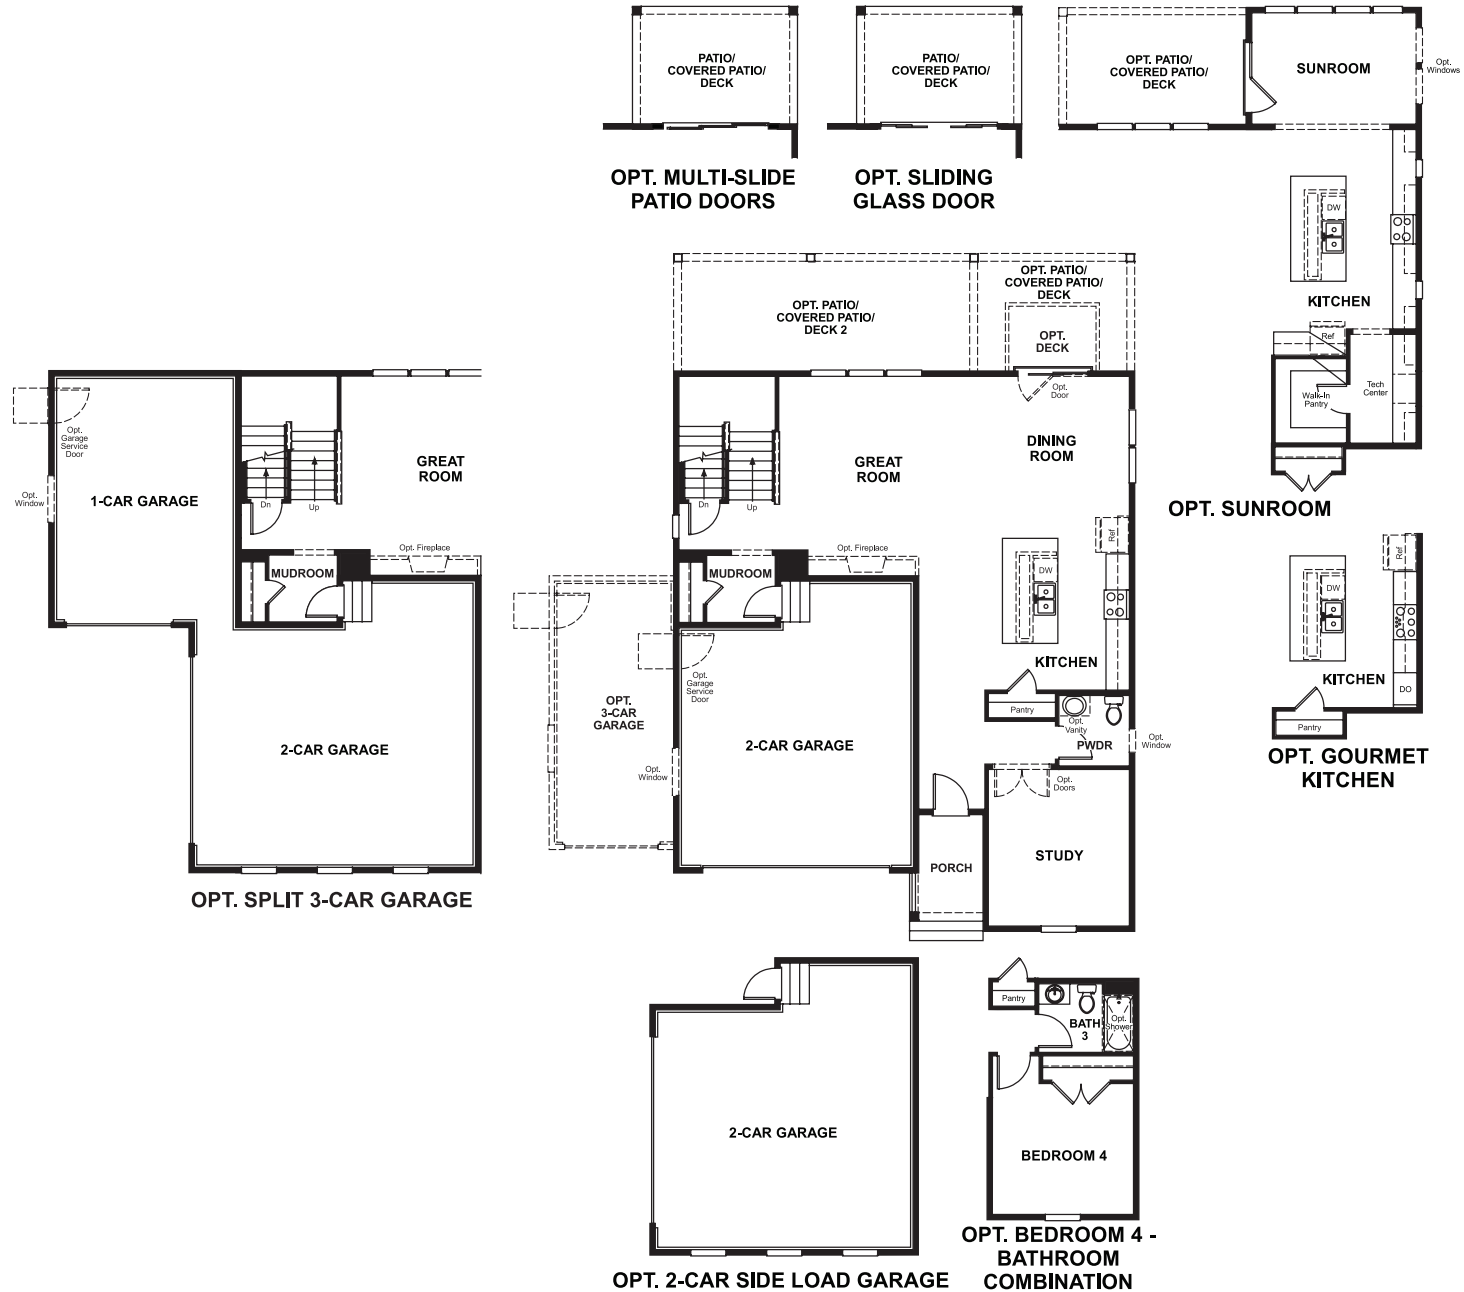 PATIO/
COVERED PATIO/
DECK
OPT. MULTI-SLIDE
PATIO DOORS
PATIO/
COVERED PATIO/
DECK
OPT. SLIDING
GLASS DOOR
OPT. PATIO/
COVERED PATIO/
DECK
SUNROOM
Opt.
Windows
DW
KITCHEN
Ref
Walk-In
Pantry
Tech
Center
OPT. SUNROOM
Opt.
Garage
Service
Door
Opt.
Window
1-CAR GARAGE
Dn
Up
GREAT
ROOM
Opt. Fireplace
MUDROOM
2-CAR GARAGE
OPT. SPLIT 3-CAR GARAGE
OPT. PATIO/
COVERED PATIO/
DECK 2
OPT. PATIO/
COVERED PATIO/
DECK
OPT.
DECK
Opt.
Door
DINING
ROOM
GREAT
ROOM
Dn
Up
Opt. Fireplace
MUDROOM
Ref
DW
KITCHEN
Pantry
Opt.
Vanity
PWDR
Opt.
Window
Opt.
Garage
Service
Door
OPT.
3-CAR
GARAGE
Opt.
Window
2-CAR GARAGE
Opt.
Doors
STUDY
PORCH
Ref
DW
KITCHEN
DO
Pantry
OPT. GOURMET
KITCHEN
2-CAR GARAGE
OPT. 2-CAR SIDE LOAD GARAGE
Pantry
BATH
3
Opt.
Shower
BEDROOM 4
OPT. BEDROOM 4 -
BATHROOM
COMBINATION